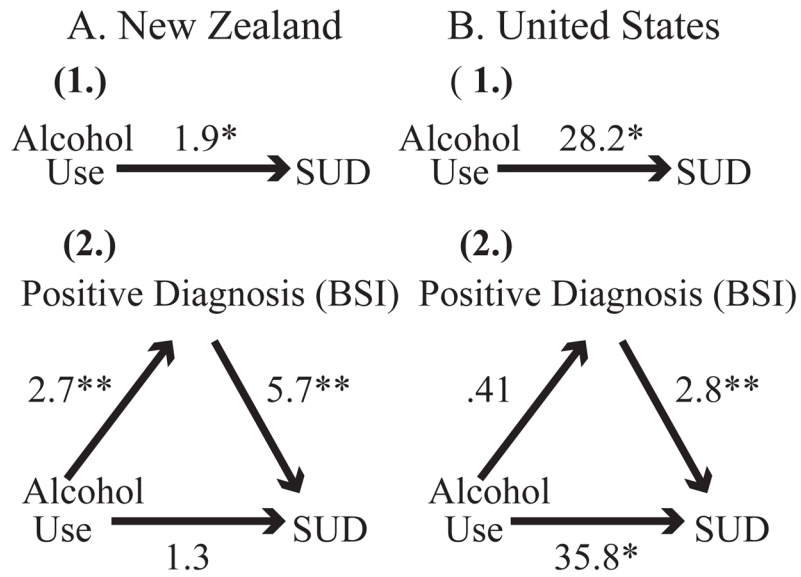 A. New Zealand
(1.)
Alcohol 1.9*
Use SUD
(2.)
Positive Diagnosis (BSI)
2.7** 5.7**
Alcohol
Use SUD
1.3
B. United States
( 1.)
Alcohol 28.2*
Use SUD
(2.)
Positive Diagnosis (BSI)
.41 2.8**
Alcohol
Use SUD
35.8*